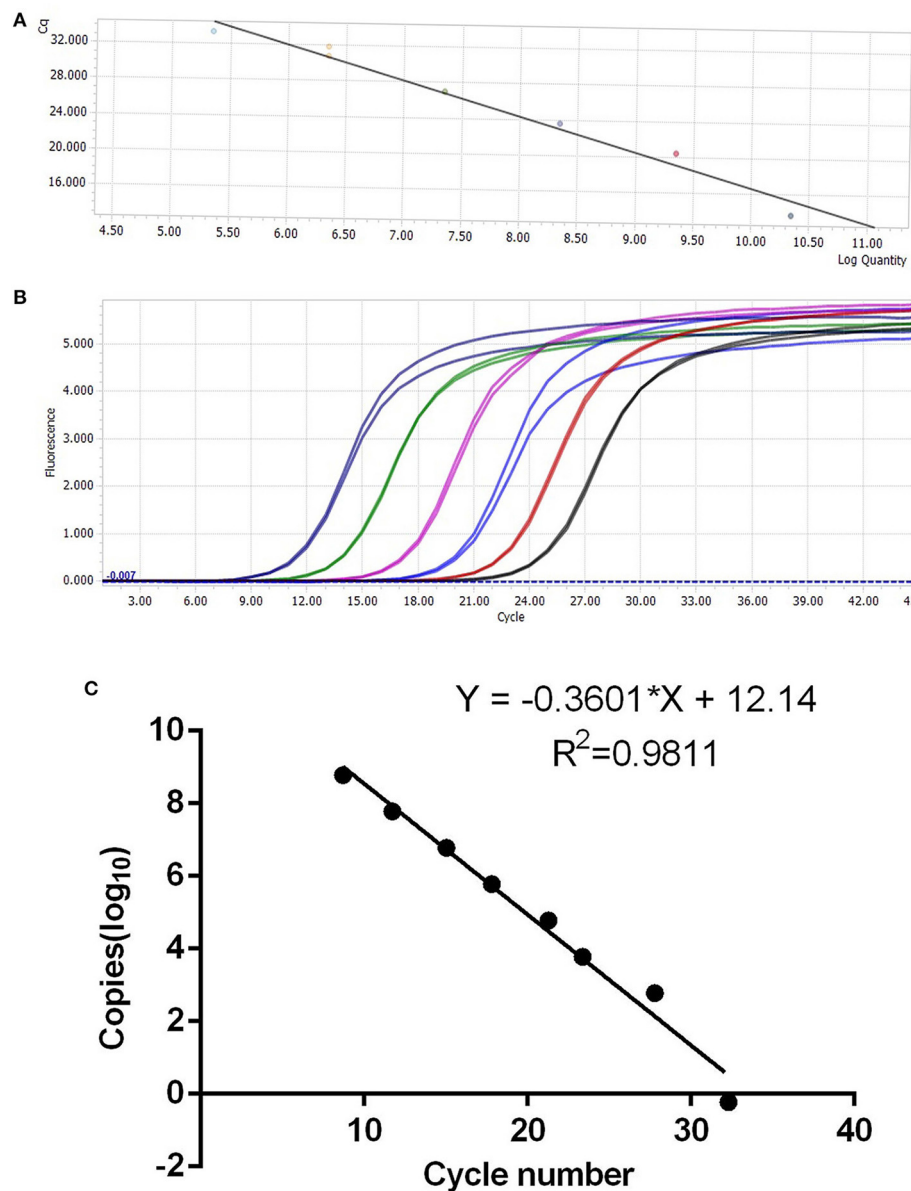 A
Cq
32.000
28.000
24.000
20.000
16.000
4.50 5.00 5.50 6.00 6.50 7.00 7.50 8.00 8.50 9.00 9.50 10.00 10.50 11.00
Log Quantity
B
5.000
4.000
3.000
2.000
1.000
0.000
-0.007
Fluorescence
3.00 6.00 9.00 12.00 15.00 18.00 21.00 24.00 27.00 30.00 33.00 36.00 39.00 42.00 4
Cycle
C
Y = -0.3601*X + 12.14
R²=0.9811
10
8
6
4
2
0
-2
Copies(log₁₀)
10 20 30 40
Cycle number